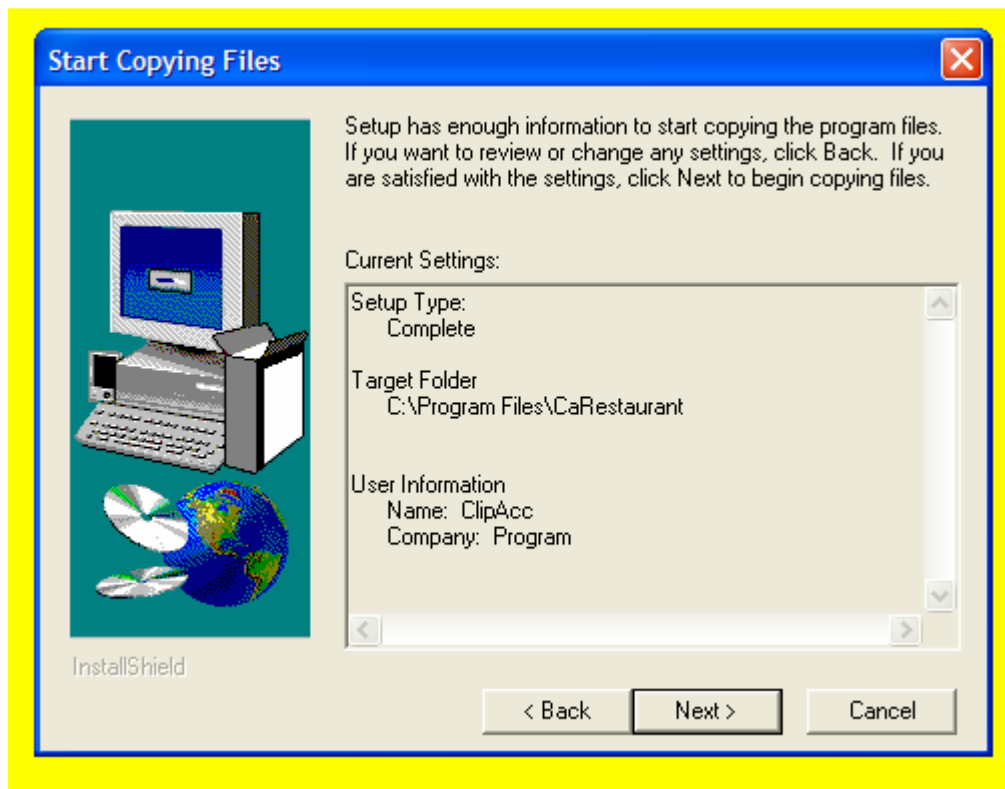 Start Copying Files
Setup has enough information to start copying the program files.
If you want to review or change any settings, click Back.  If you
are satisfied with the settings, click Next to begin copying files.
Current Settings:
Setup Type:
Complete
Target Folder
C:\Program Files\CaRestaurant
User Information
Name:  ClipAcc
Company:  Program
InstallShield
< Back
Next >
Cancel